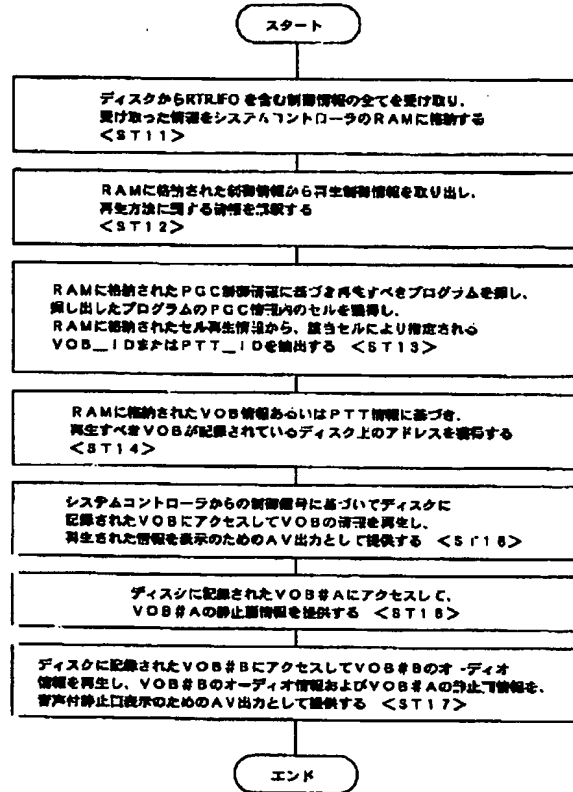 スタート
ディスクからRTR.IFOを含む制御情報の全てを受け取り、
受け取った情報をシステムコントローラのRAMに格納する
<ST11>
RAMに格納された制御情報から再生制御情報を取り出し、
再生方法に関する情報を解釈する
<ST12>
RAMに格納されたPGC制御情報に基づき再生すべきプログラムを探し、
探し出したプログラムのPGC情報内のセルを獲得し、
RAMに格納されたセル再生情報から、該当セルにより指定される
VOB_IDまたはPTT_IDを抽出する <ST13>
RAMに格納されたVOB情報あるいはPTT情報に基づき、
再生すべきVOBが記録されているディスク上のアドレスを獲得する
<ST14>
システムコントローラからの制御信号に基づいてディスクに
記録されたVOBにアクセスしてVOBの情報を再生し、
再生された情報を表示のためのAV出力として提供する <ST15>
ディスクに記録されたVOB#Aにアクセスして、
VOB#Aの静止画情報を提供する <ST16>
ディスクに記録されたVOB#BにアクセスしてVOB#Bのオーディオ
情報を再生し、VOB#Bのオーディオ情報およびVOB#Aの静止画情報を、
音声付静止画表示のためのAV出力として提供する <ST17>
エンド